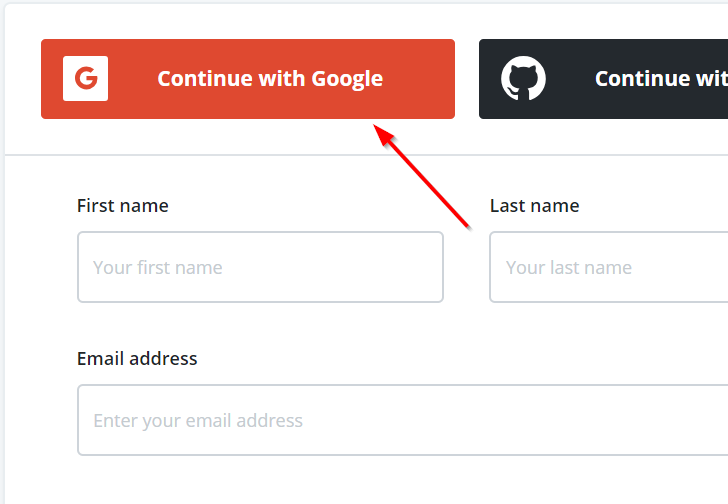 Continue with Google
Continue wit
First name
Last name
Your first name
Your last name
Email address
Enter your email address